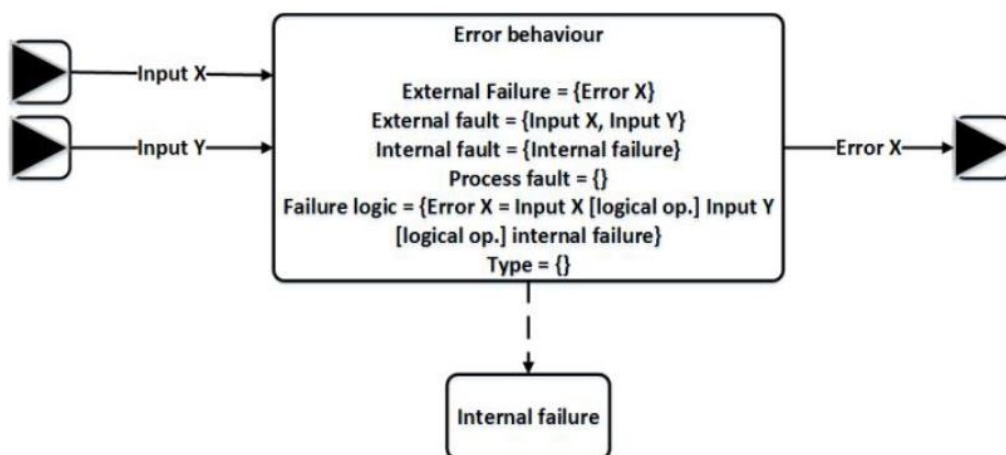 Error behaviour
Input X
External Failure = {Error X}
External fault = {Input X, Input Y}
Input Y
Internal fault = {Internal failure}
Error X
Process fault = {}
Failure logic = {Error X = Input X [logical op.] Input Y
[logical op.] internal failure}
Type = {}
Internal failure